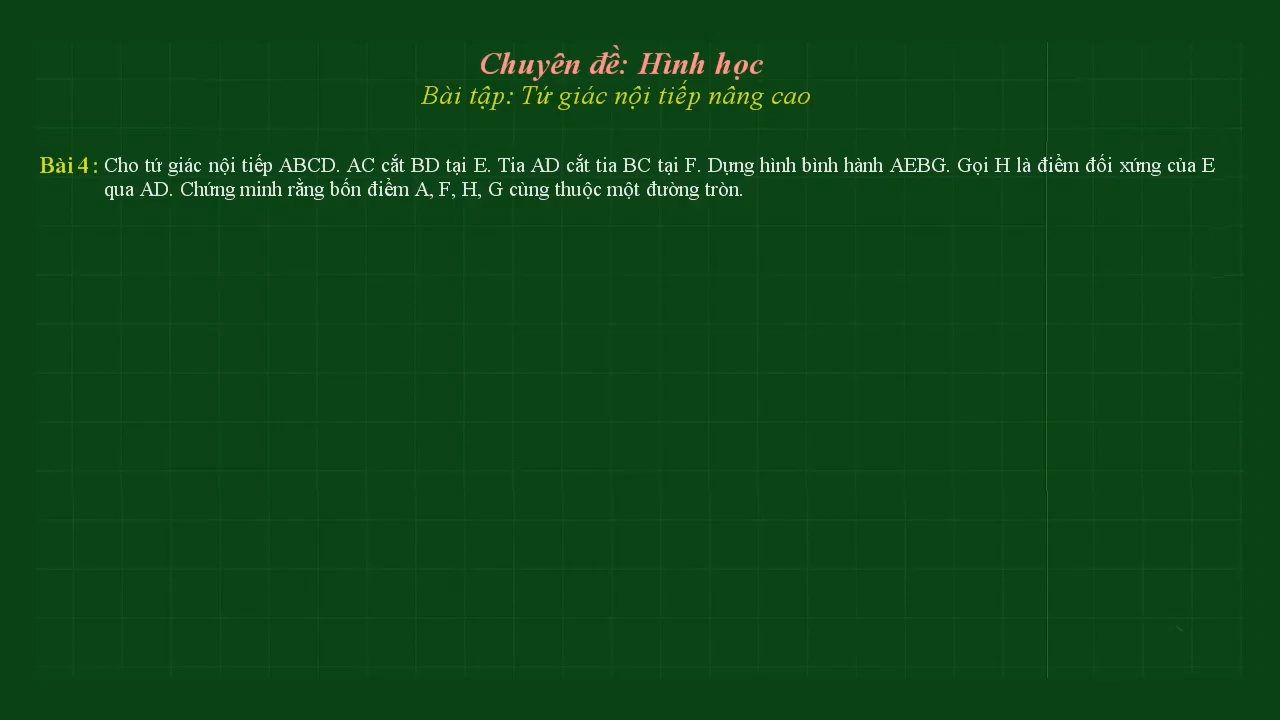 Chuyên đề: Hình học
Bài tập: Tứ giác nội tiếp nâng cao
Bài 4 : Cho tứ giác nội tiếp ABCD. AC cắt BD tại E. Tia AD cắt tia BC tại F. Dựng hình bình hành AEBG. Gọi H là điểm đối xứng của E
qua AD. Chứng minh rằng bốn điểm A, F, H, G cùng thuộc một đường tròn.